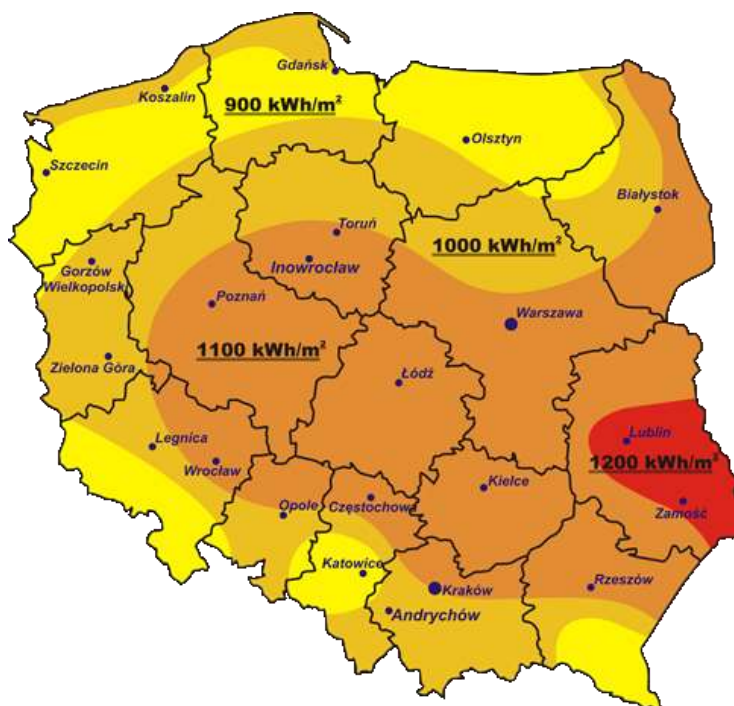 Gdańsk
Koszalin
900 kWh/m²
Olsztyn
Szczecin
Białystok
Toruń
1000 kWh/m²
Gorzów
Wielkopolsk
Inowrocław
Poznań
Warszawa
1100 kWh/m²
Zielona Góra
Łódź
Legnica
Lublin
Wrocław
1200 kWh/m²
Kielce
Opole
Częstochowa
Zamość
Katowice
Kraków
Rzeszów
Andrychów